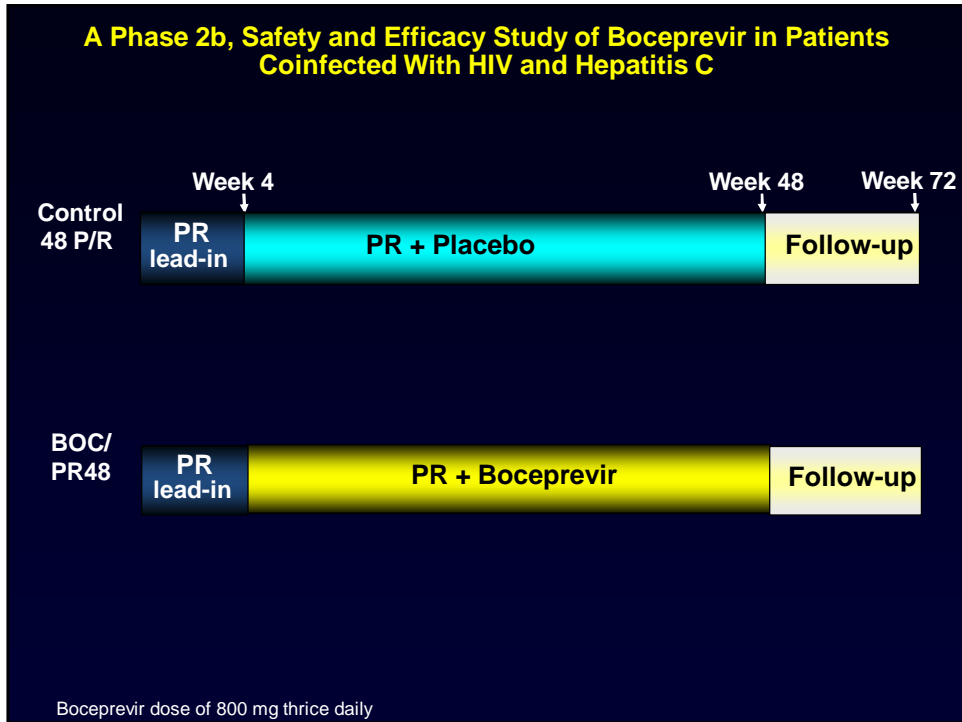 A Phase 2b, Safety and Efficacy Study of Boceprevir in Patients
Coinfected With HIV and Hepatitis C
Week 4
Week 48
Week 72
Control
48 P/R
PR
lead-in
PR + Placebo
Follow-up
BOC/
PR48
PR
lead-in
PR + Boceprevir
Follow-up
Boceprevir dose of 800 mg thrice daily